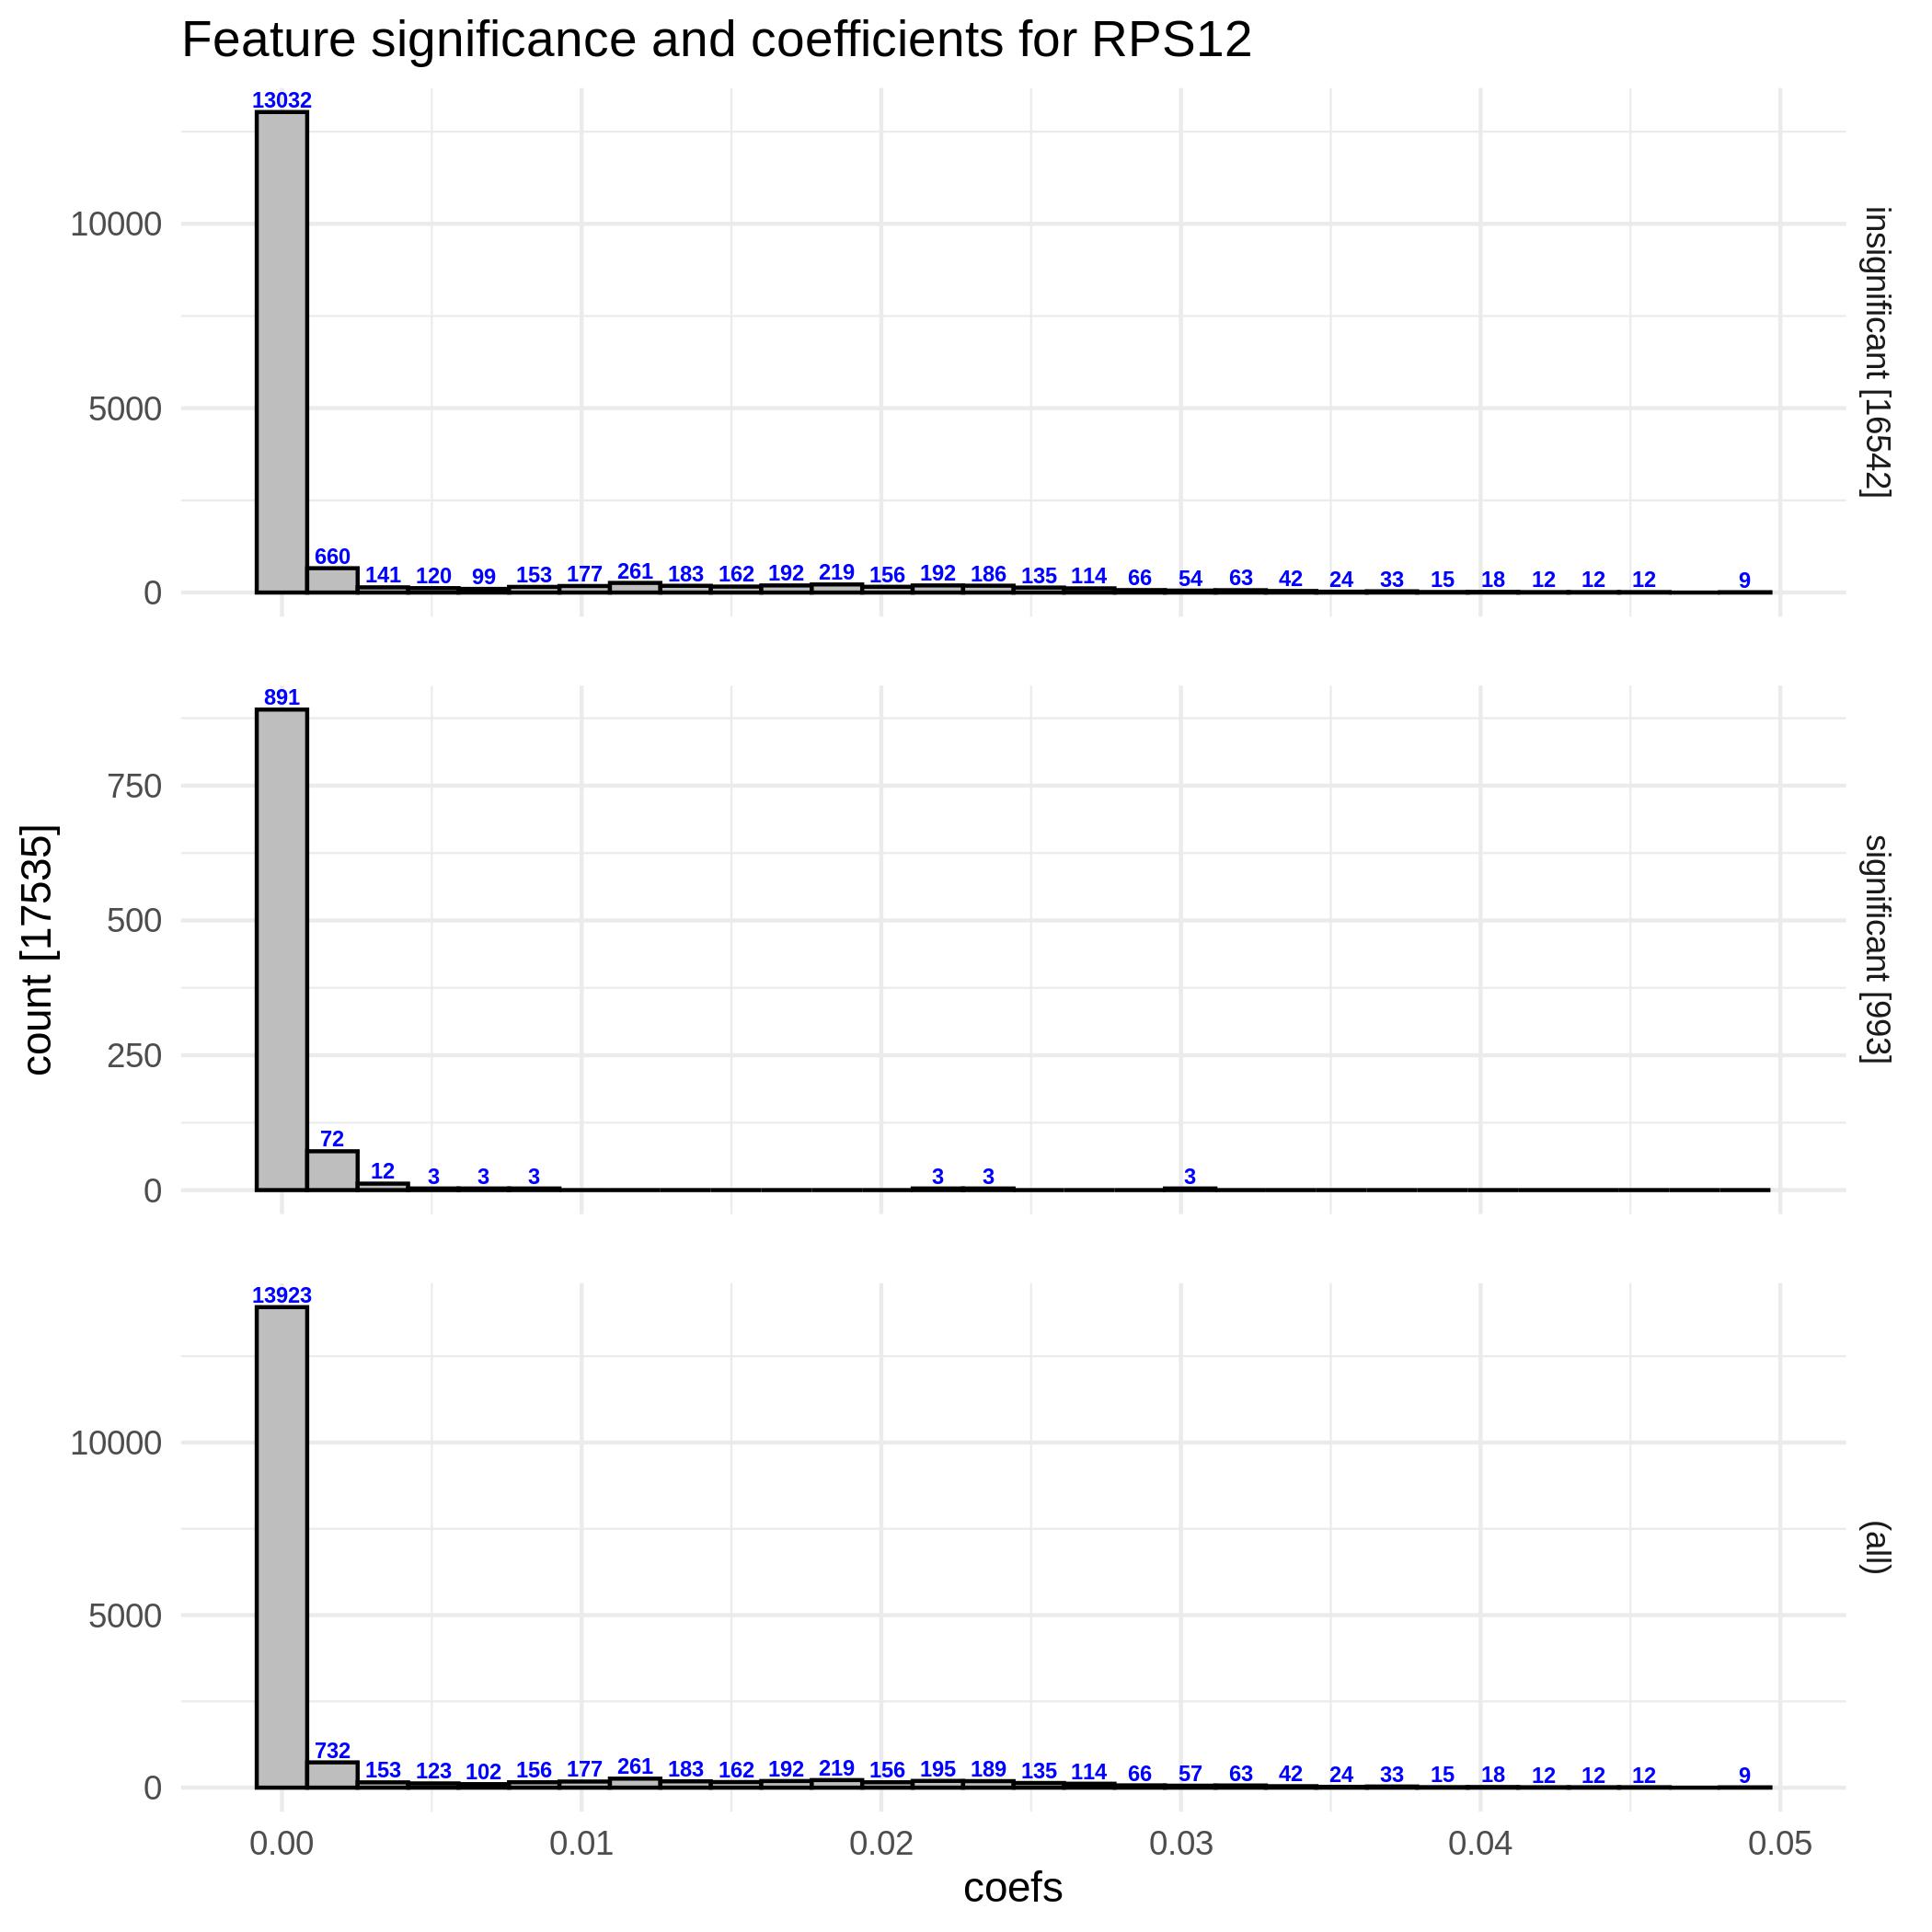 Feature significance and coefficients for RPS12
13032
660 141 120 99 153 177 261 183 162 192 219 156 192 186 135 114 66 54 63 42 24 33 15 18 12 12 12 9
10000
5000
0
insignificant [16542]
891
72 12 3 3 3 3 3 3
750
500
250
0
significant [993]
count [17535]
13923
732 153 123 102 156 177 261 183 162 192 219 156 195 189 135 114 66 57 63 42 24 33 15 18 12 12 12 9
10000
5000
0
(all)
0.00 0.01 0.02 0.03 0.04 0.05
coefs